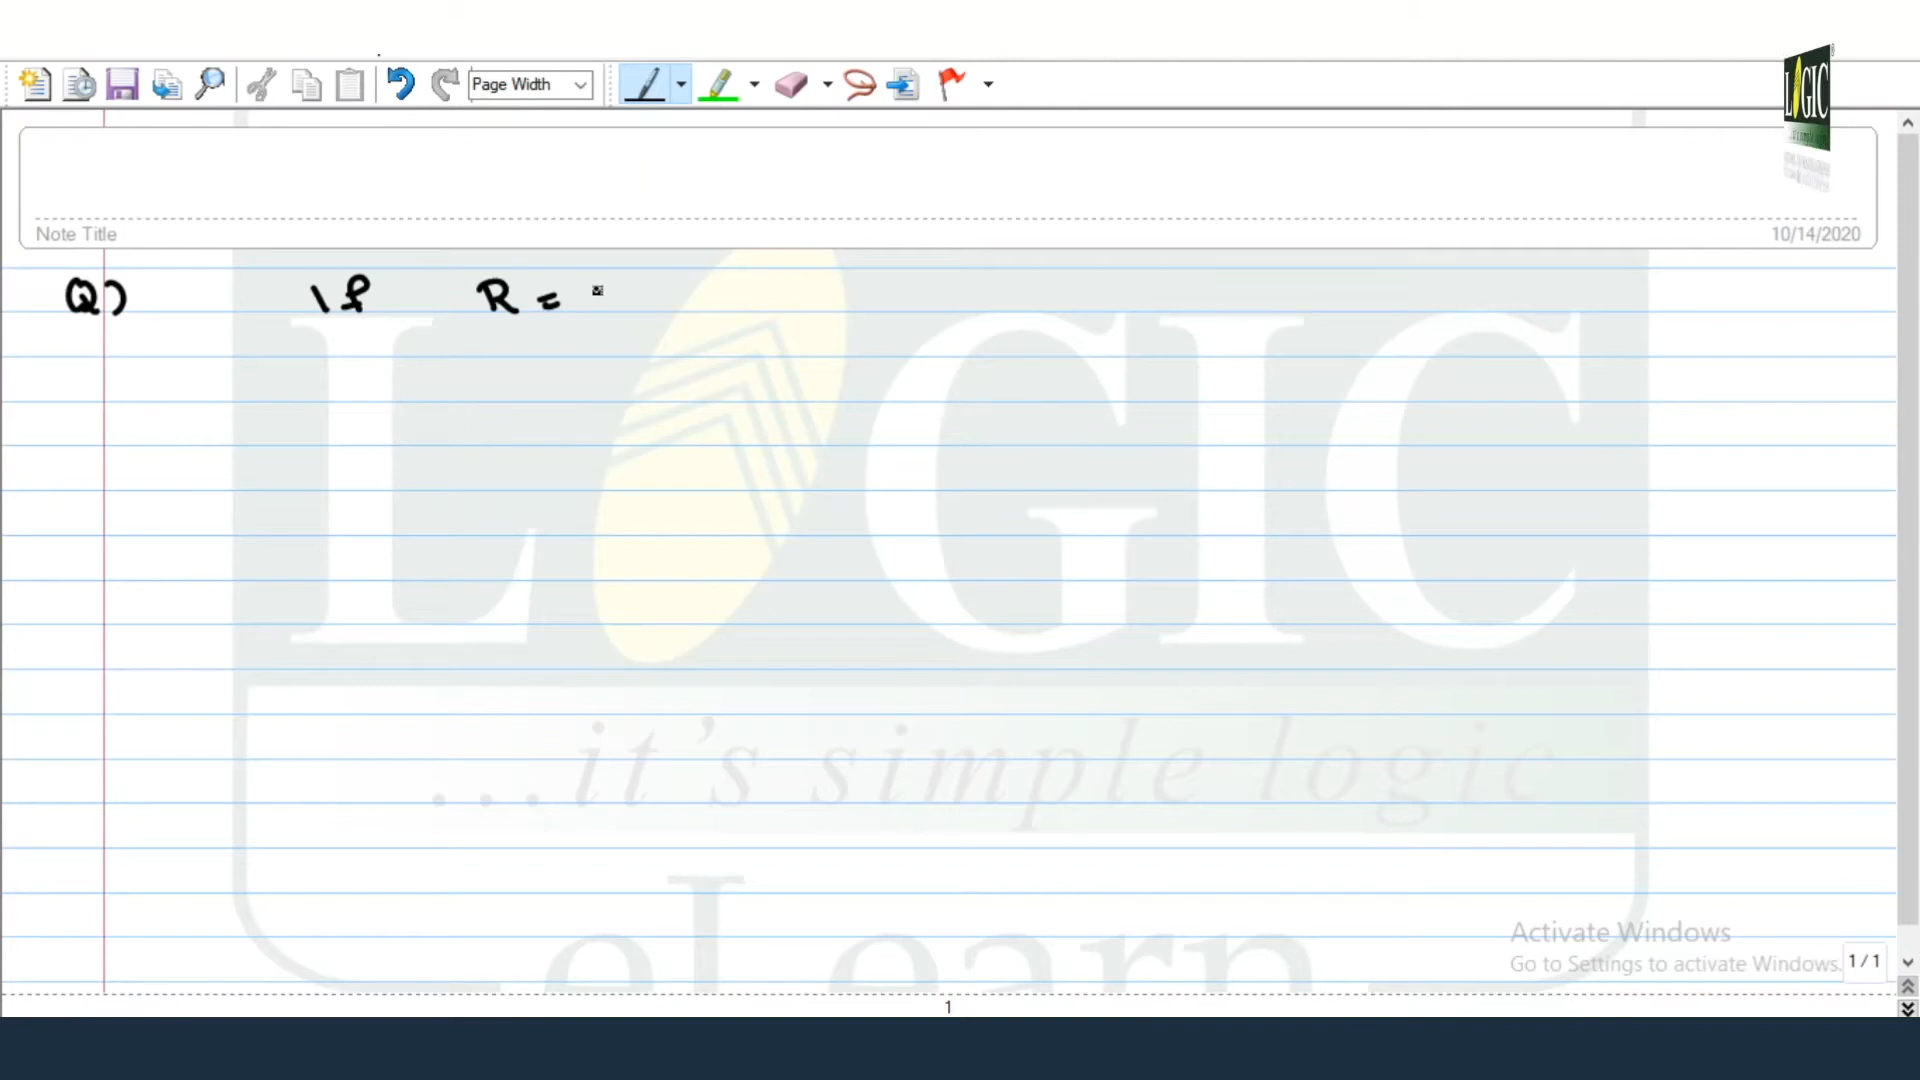 Page Width
LOGIC
Note Title
10/14/2020
Q) If R =
LOGIC
...it's simple logic
eLearn
Activate Windows
Go to Settings to activate Windows.
1 / 1
1